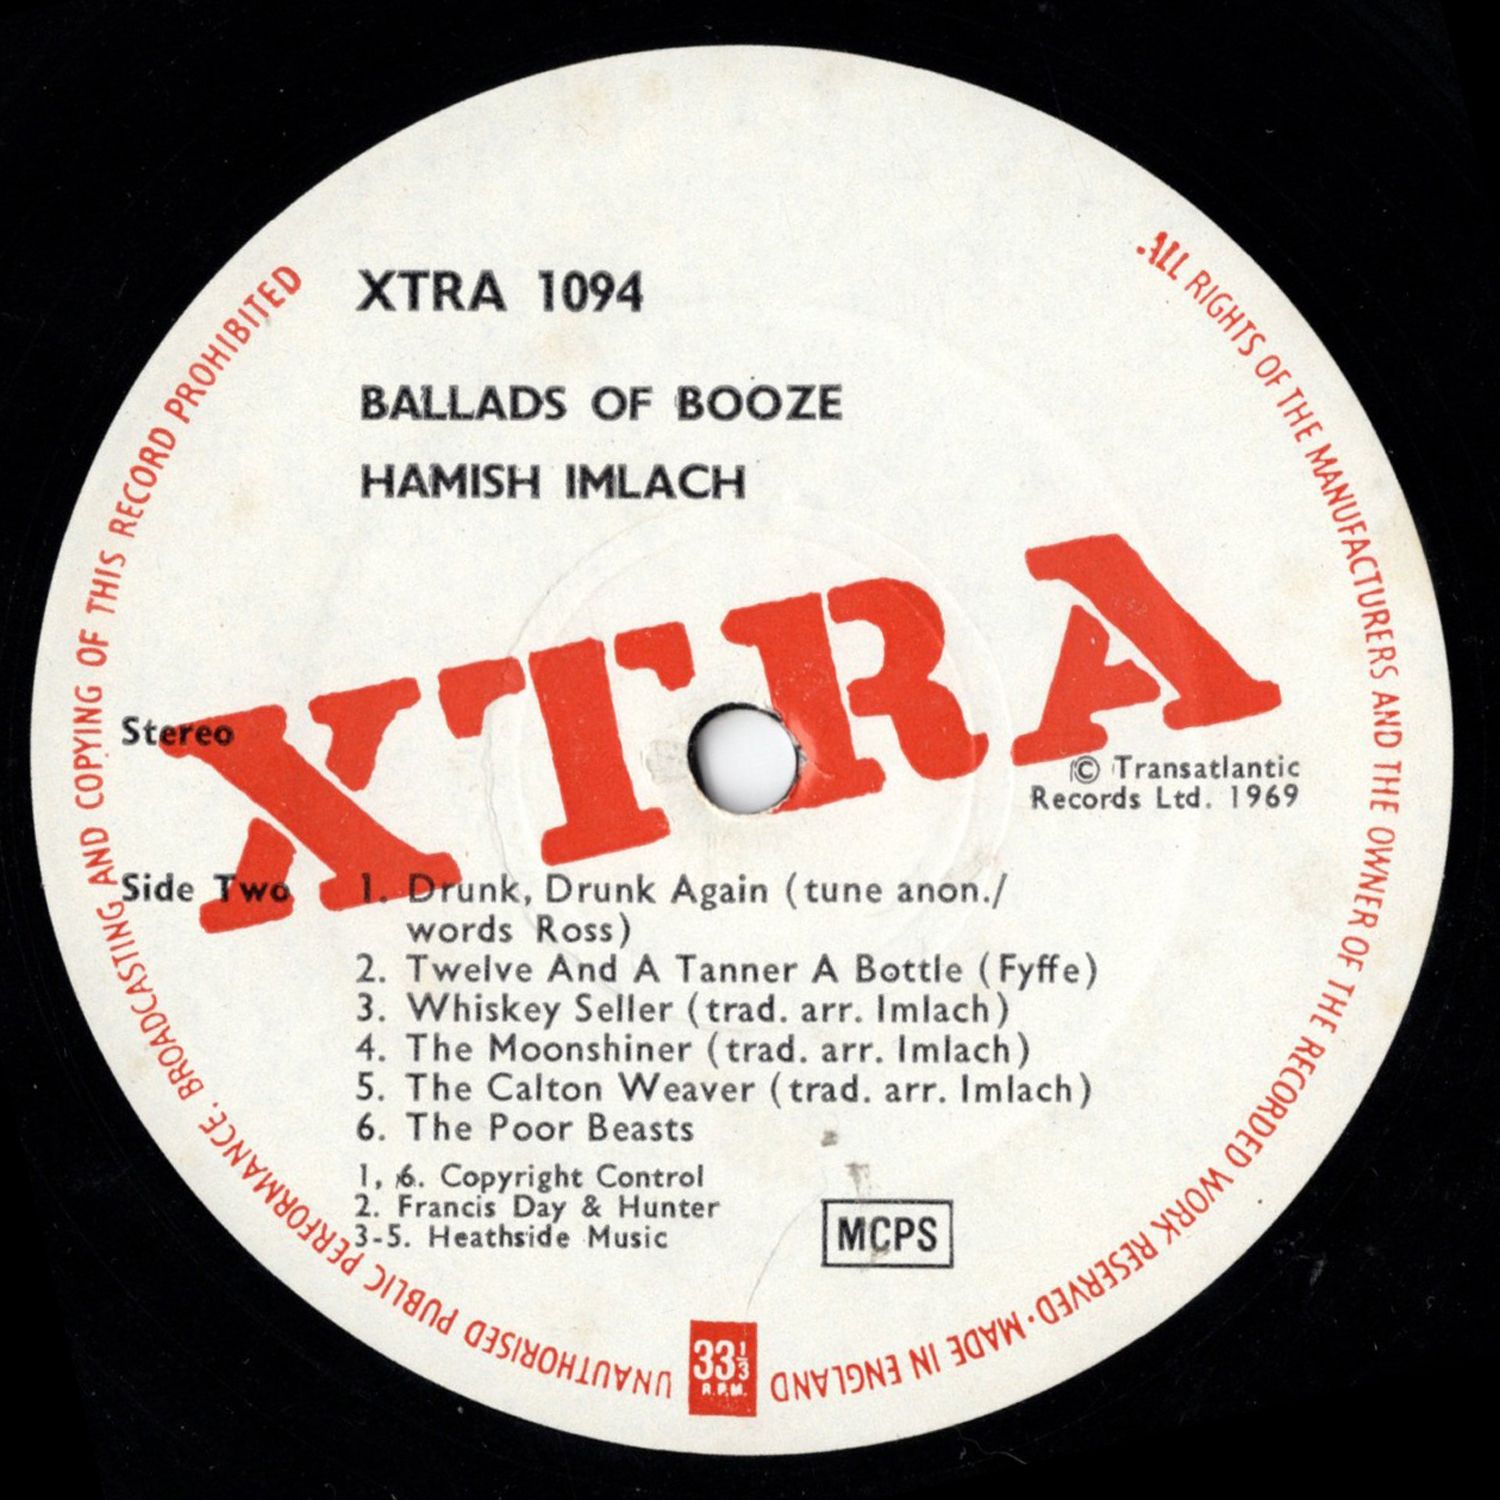 XTRA 1094
BALLADS OF BOOZE
HAMISH IMLACH
XTRA
Stereo
© Transatlantic
Records Ltd. 1969
Side Two
1. Drunk, Drunk Again (tune anon./
words Ross)
2. Twelve And A Tanner A Bottle (Fyffe)
3. Whiskey Seller (trad. arr. Imlach)
4. The Moonshiner (trad. arr. Imlach)
5. The Calton Weaver (trad. arr. Imlach)
6. The Poor Beasts
1, 6. Copyright Control
2. Francis Day & Hunter
3-5. Heathside Music
MCPS
33⅓
R.P.M.
ALL RIGHTS OF THE MANUFACTURERS AND THE OWNER OF THE RECORDED WORK RESERVED · MADE IN ENGLAND
UNAUTHORISED PUBLIC PERFORMANCE, BROADCASTING AND COPYING OF THIS RECORD PROHIBITED